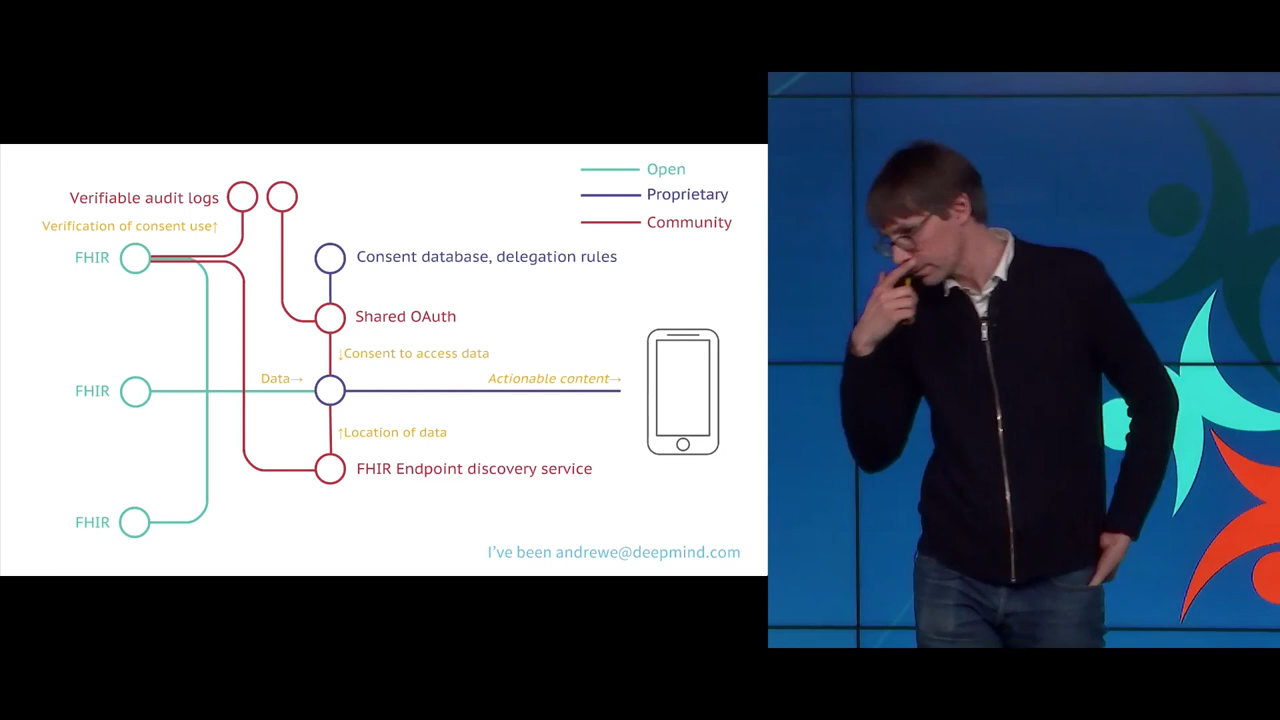 Open
Proprietary
Community
Verifiable audit logs
Verification of consent use↑
FHIR
Consent database, delegation rules
Shared OAuth
↓Consent to access data
Data→
Actionable content→
FHIR
↑Location of data
FHIR Endpoint discovery service
FHIR
I've been andrewe@deepmind.com